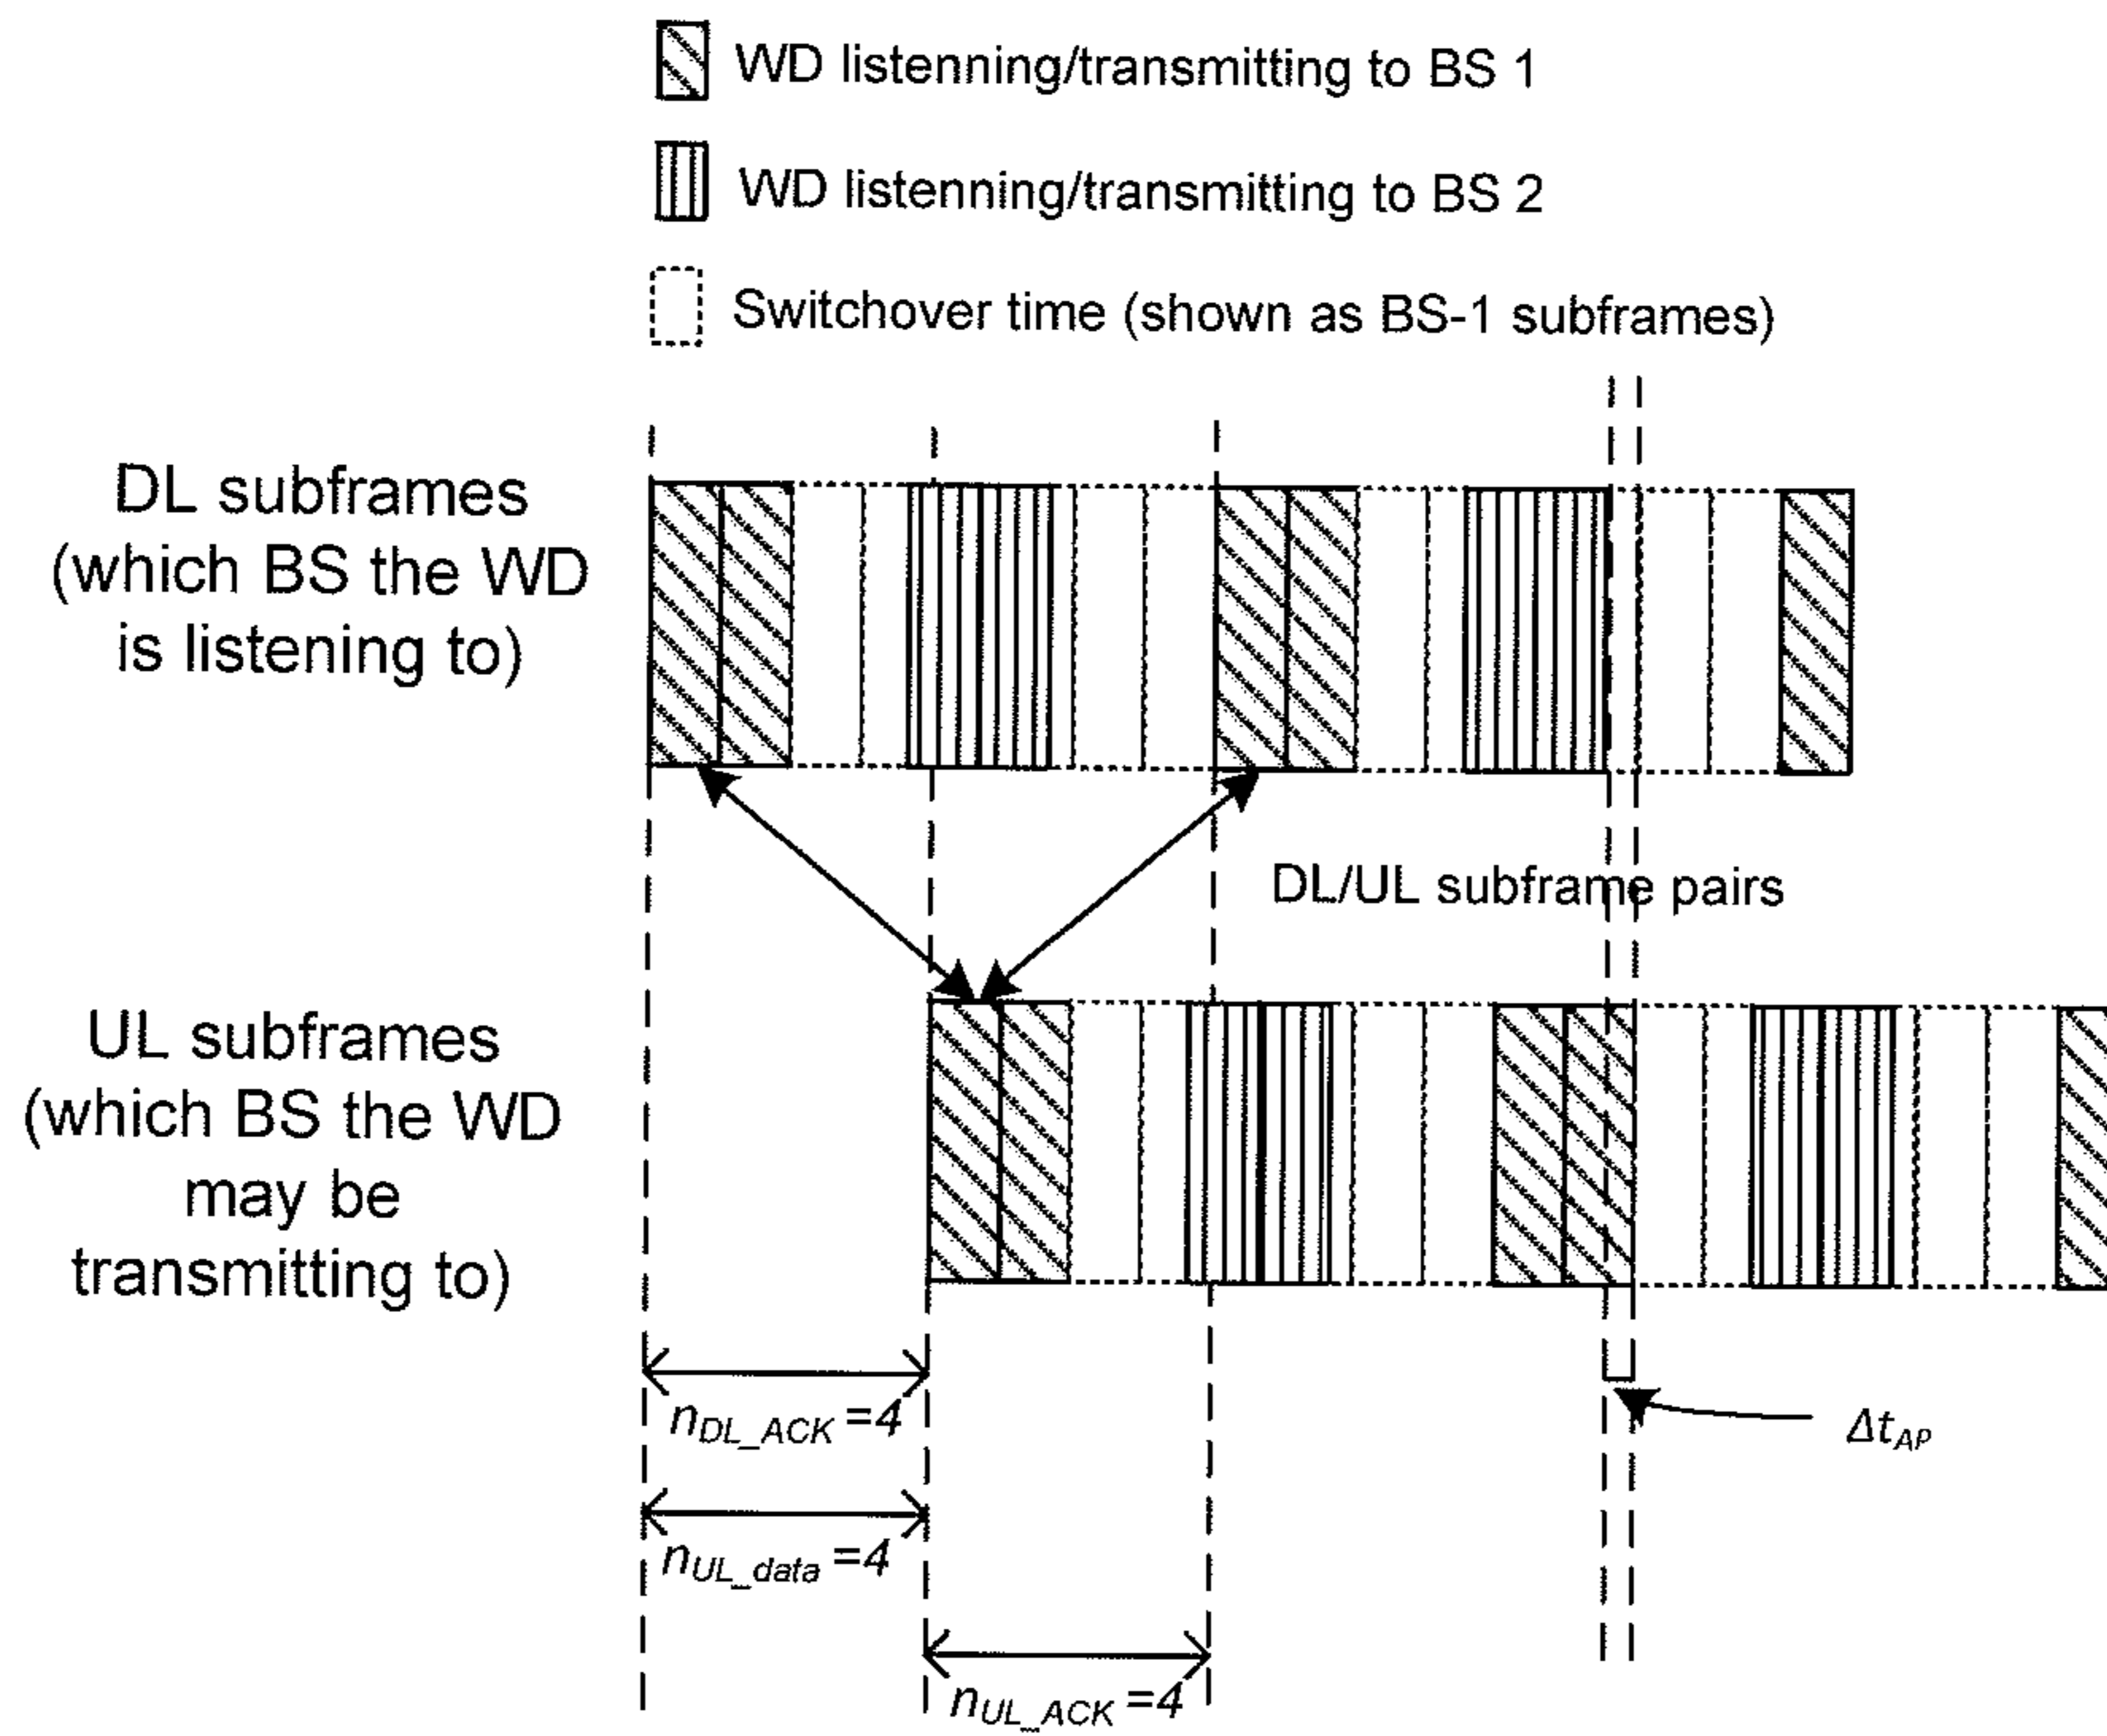 WD listenning/transmitting to BS 1
WD listenning/transmitting to BS 2
Switchover time (shown as BS-1 subframes)
DL subframes
(which BS the WD
is listening to)
DL/UL subframe pairs
UL subframes
(which BS the WD
may be
transmitting to)
n_DL_ACK =4
Δt_AP
n_UL_data =4
n_UL_ACK =4